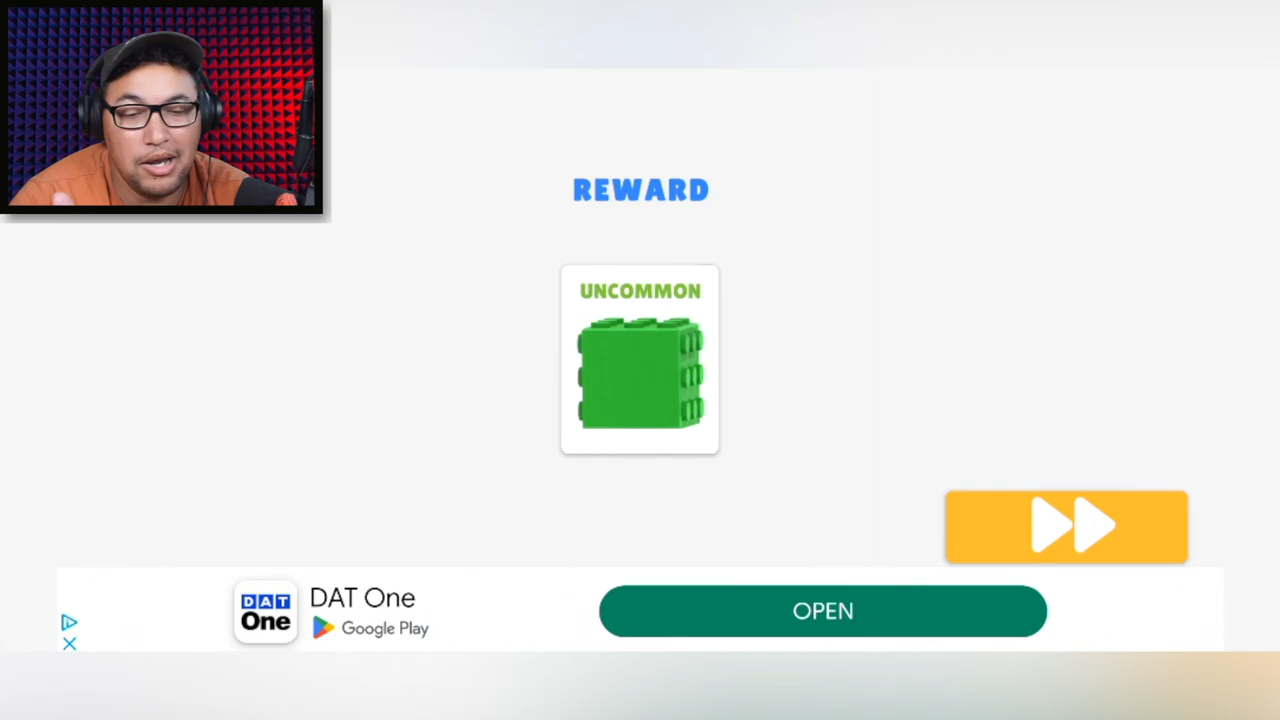 REWARD
UNCOMMON
DAT
One
DAT One
Google Play
OPEN